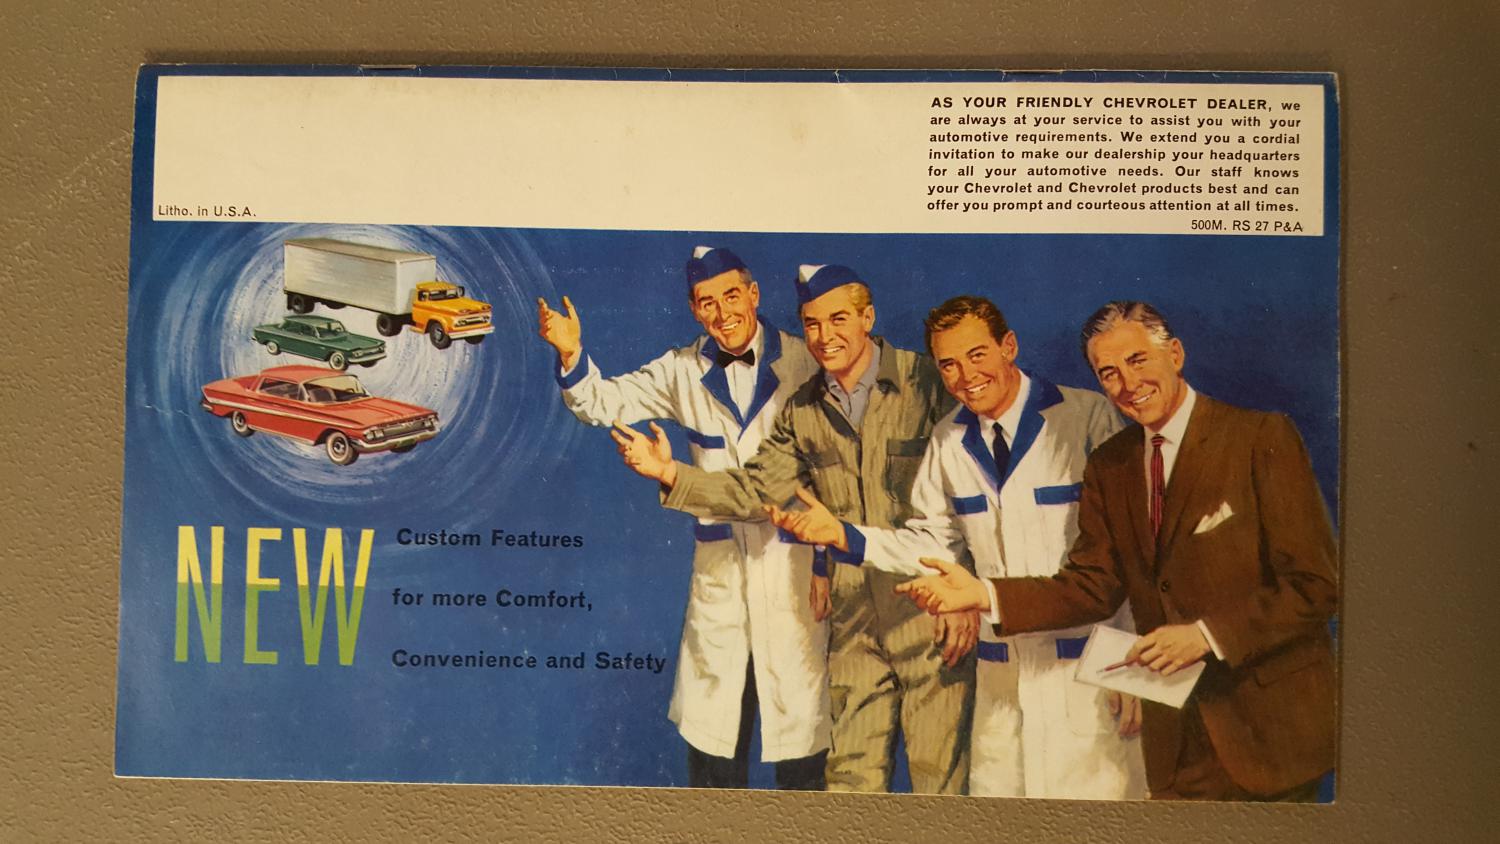 AS YOUR FRIENDLY CHEVROLET DEALER, we
are always at your service to assist you with your
automotive requirements. We extend you a cordial
invitation to make our dealership your headquarters
for all your automotive needs. Our staff knows
your Chevrolet and Chevrolet products best and can
offer you prompt and courteous attention at all times.
Litho. in U.S.A.
500M. RS 27 P&A
NEW
Custom Features
for more Comfort,
Convenience and Safety